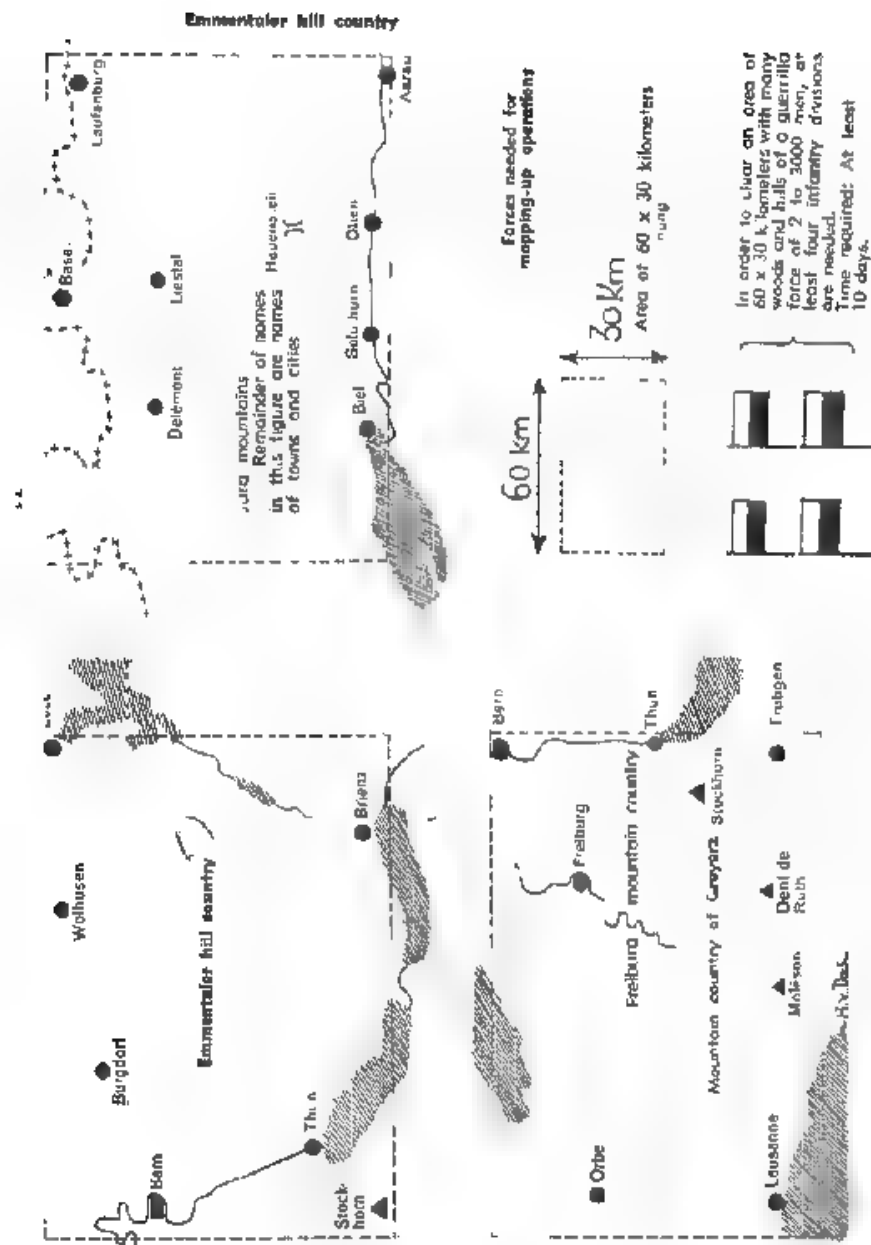 Emmentaler hill country
Laufenburg
Basel
Liestal
Delémont
Jura mountains
Remainder of names
in this figure are names
of towns and cities
Hauenstein
Aarau
Olten
Solothurn
Biel
Wolhusen
Burgdorf
Bern
Emmentaler hill country
Brienz
Thun
Stock-
horn
Forces needed for
mopping-up operations
60 km
30 Km
Area of 60 x 30 kilometers
In order to clear an area of
60 x 30 kilometers with many
woods and hills of a guerrilla
force of 2 to 3000 men, at
least four infantry divisions
are needed.
Time required: At least
10 days.
Bern
Freiburg
Freiburg mountain country
Thun
Stockhorn
Orbe
Mountain country of Greyerz
Dent de
Ruth
Moléson
Lausanne